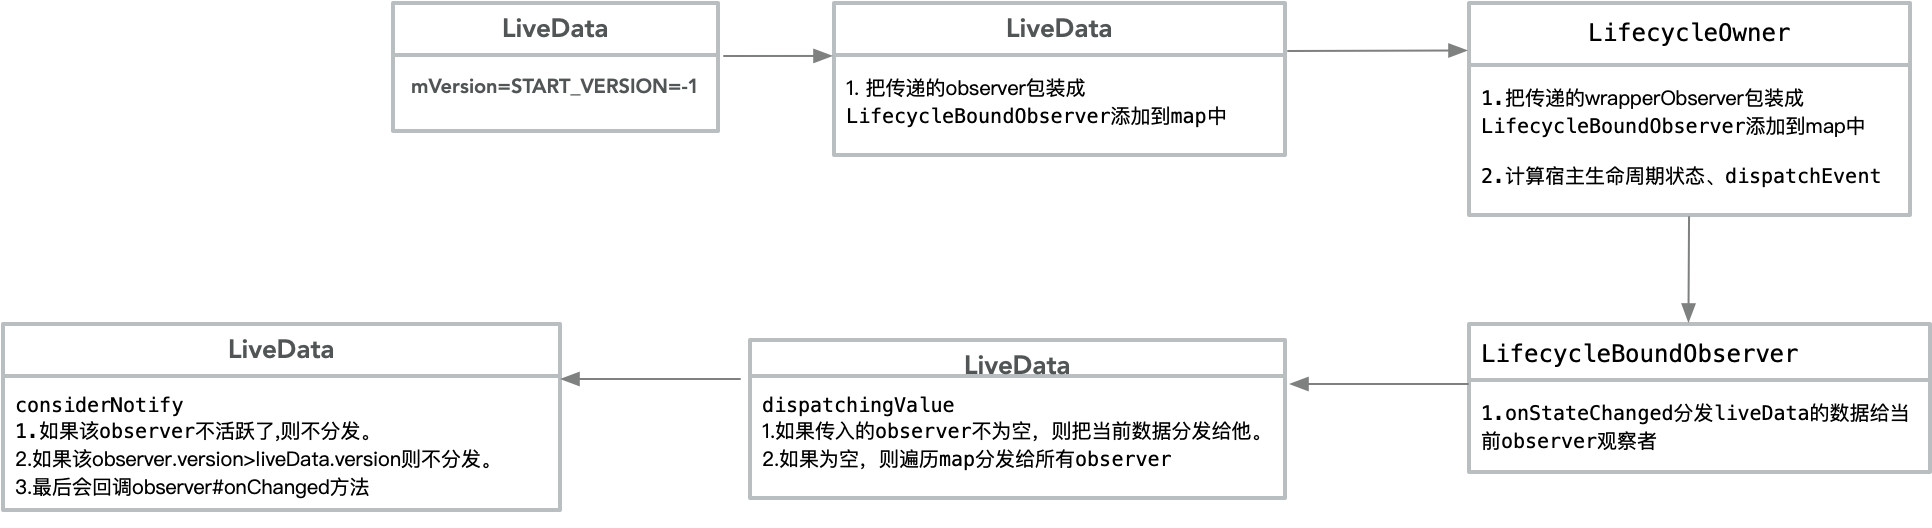 LiveData
mVersion=START_VERSION=-1
LiveData
1. 把传递的observer包装成
LifecycleBoundObserver添加到map中
LifecycleOwner
1.把传递的wrapperObserver包装成
LifecycleBoundObserver添加到map中
2.计算宿主生命周期状态、dispatchEvent
LifecycleBoundObserver
1.onStateChanged分发liveData的数据给当
前observer观察者
LiveData
dispatchingValue
1.如果传入的observer不为空，则把当前数据分发给他。
2.如果为空，则遍历map分发给所有observer
LiveData
considerNotify
1.如果该observer不活跃了,则不分发。
2.如果该observer.version>liveData.version则不分发。
3.最后会回调observer#onChanged方法